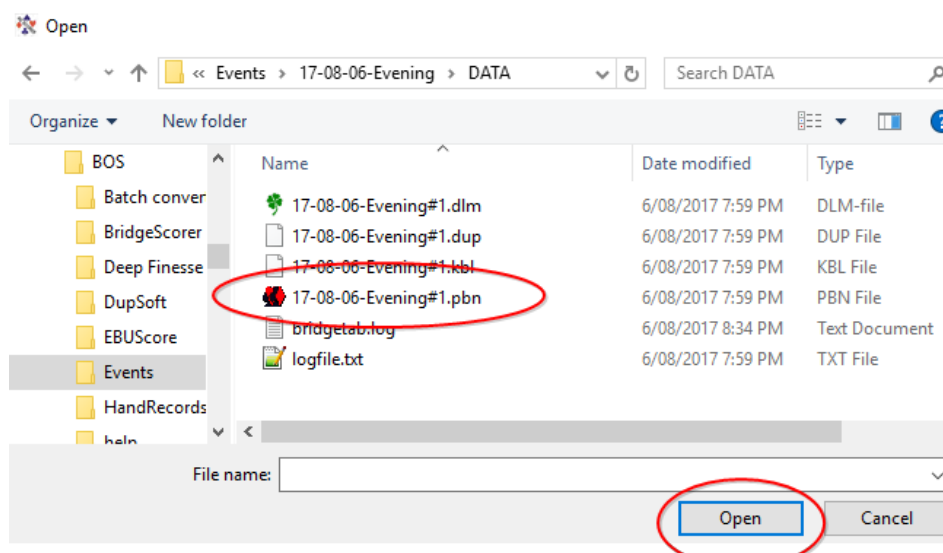 Open
« Events > 17-08-06-Evening > DATA
Search DATA
Organize
New folder
Name
Date modified
Type
BOS
Batch conver
BridgeScorer
Deep Finesse
DupSoft
EBUScore
Events
HandRecords
help
17-08-06-Evening#1.dlm 6/08/2017 7:59 PM DLM-file
17-08-06-Evening#1.dup 6/08/2017 7:59 PM DUP File
17-08-06-Evening#1.kbl 6/08/2017 7:59 PM KBL File
17-08-06-Evening#1.pbn 6/08/2017 7:59 PM PBN File
bridgetab.log 6/08/2017 8:34 PM Text Document
logfile.txt 6/08/2017 7:59 PM TXT File
File name:
Open
Cancel